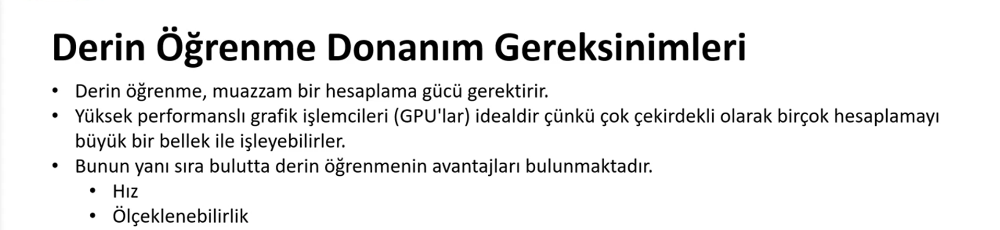 Derin Öğrenme Donanım Gereksinimleri
• Derin öğrenme, muazzam bir hesaplama gücü gerektirir.
• Yüksek performanslı grafik işlemcileri (GPU'lar) idealdir çünkü çok çekirdekli olarak birçok hesaplamayı
büyük bir bellek ile işleyebilirler.
• Bunun yanı sıra bulutta derin öğrenmenin avantajları bulunmaktadır.
• Hız
• Ölçeklenebilirlik